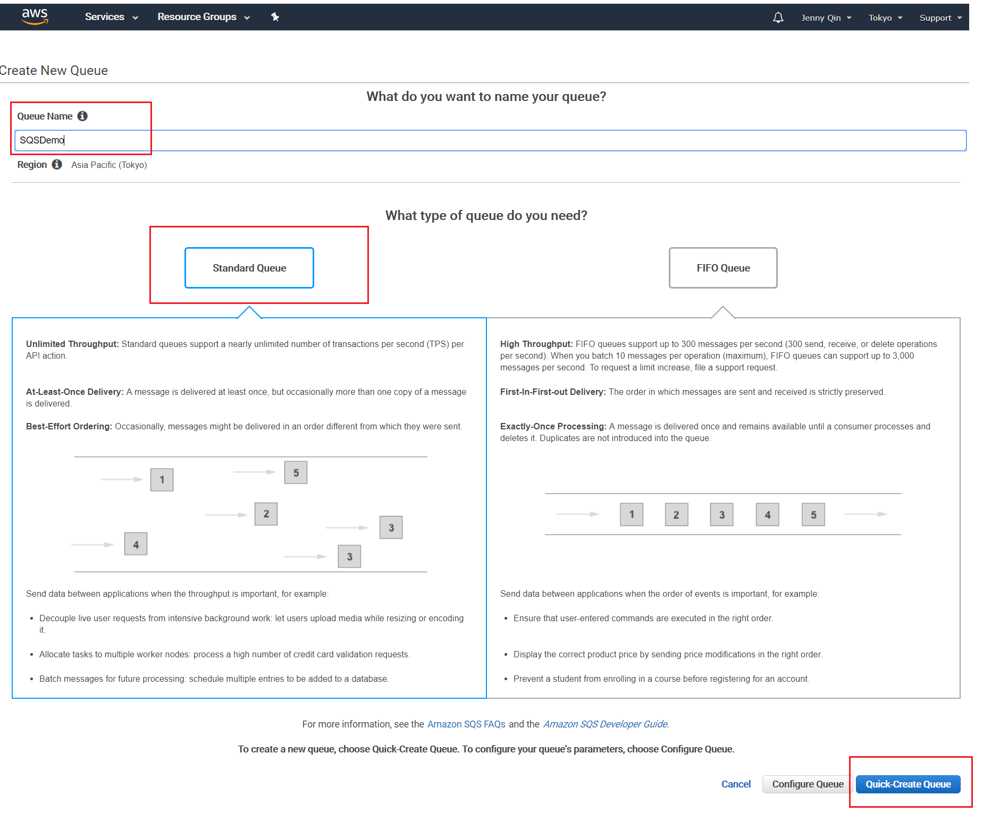 aws Services Resource Groups Jenny Qin Tokyo Support
Create New Queue
What do you want to name your queue?
Queue Name
SQSDemo
Region Asia Pacific (Tokyo)
What type of queue do you need?
Standard Queue
FIFO Queue
Unlimited Throughput: Standard queues support a nearly unlimited number of transactions per second (TPS) per
API action.
At-Least-Once Delivery: A message is delivered at least once, but occasionally more than one copy of a message
is delivered.
Best-Effort Ordering: Occasionally, messages might be delivered in an order different from which they were sent.
1
5
2
3
4
3
Send data between applications when the throughput is important, for example:
• Decouple live user requests from intensive background work: let users upload media while resizing or encoding
it.
• Allocate tasks to multiple worker nodes: process a high number of credit card validation requests.
• Batch messages for future processing: schedule multiple entries to be added to a database.
High Throughput: FIFO queues support up to 300 messages per second (300 send, receive, or delete operations
per second). When you batch 10 messages per operation (maximum), FIFO queues can support up to 3,000
messages per second. To request a limit increase, file a support request.
First-In-First-out Delivery: The order in which messages are sent and received is strictly preserved.
Exactly-Once Processing: A message is delivered once and remains available until a consumer processes and
deletes it. Duplicates are not introduced into the queue.
1 2 3 4 5
Send data between applications when the order of events is important, for example:
• Ensure that user-entered commands are executed in the right order.
• Display the correct product price by sending price modifications in the right order.
• Prevent a student from enrolling in a course before registering for an account.
For more information, see the Amazon SQS FAQs and the Amazon SQS Developer Guide.
To create a new queue, choose Quick-Create Queue. To configure your queue's parameters, choose Configure Queue.
Cancel Configure Queue Quick-Create Queue